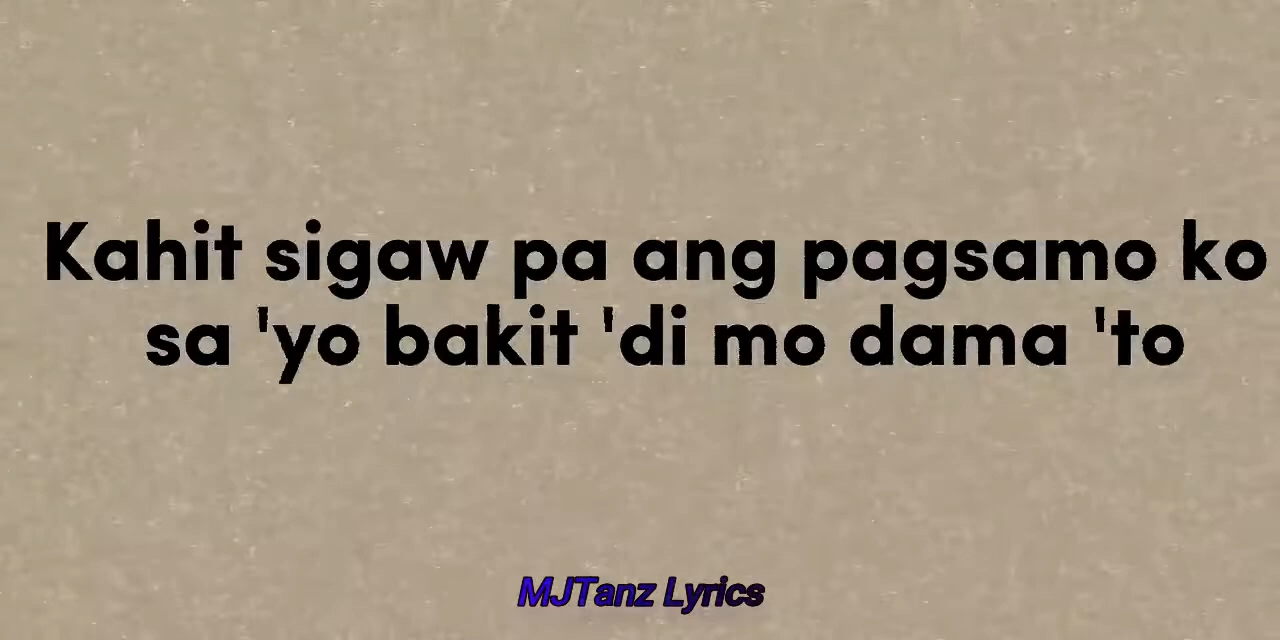 Kahit sigaw pa ang pagsamo ko
sa 'yo bakit 'di mo dama 'to
MJTanz Lyrics